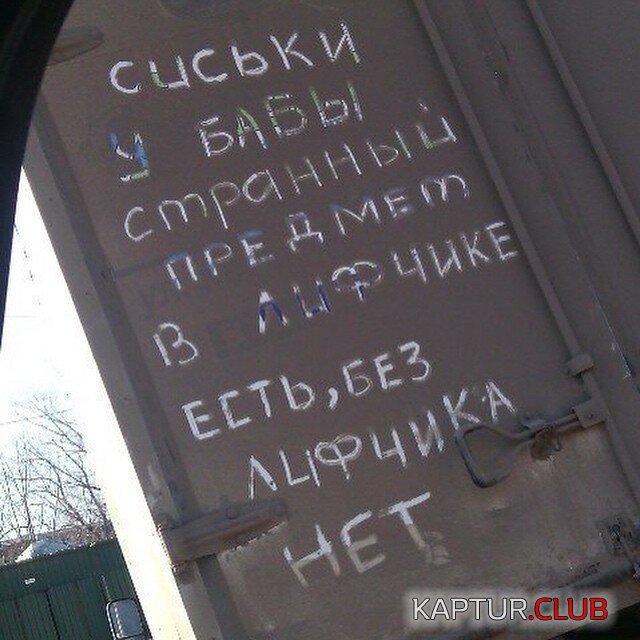 СИСЬКИ
У БАБЫ
СТРАННЫЙ
ПРЕДМЕТ
В ЛИФЧИКЕ
ЕСТЬ, БЕЗ
ЛИФЧИКА
НЕТ
KAPTUR.CLUB